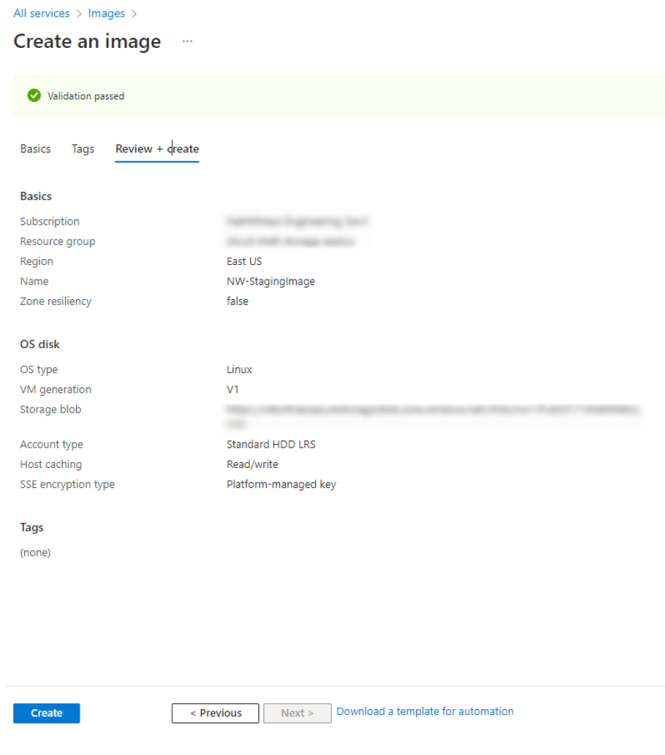 All services > Images >
Create an image ...
Validation passed
Basics Tags Review + create
Basics
Subscription
Resource group
Region East US
Name NW-StagingImage
Zone resiliency false
OS disk
OS type Linux
VM generation V1
Storage blob
Account type Standard HDD LRS
Host caching Read/write
SSE encryption type Platform-managed key
Tags
(none)
Create < Previous Next > Download a template for automation